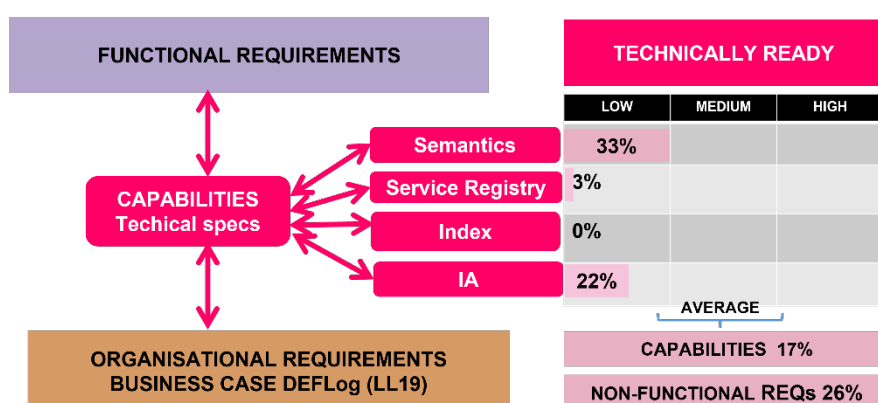 FUNCTIONAL REQUIREMENTS
TECHNICALLY READY
LOW MEDIUM HIGH
Semantics 33%
CAPABILITIES
Techical specs
Service Registry 3%
Index 0%
IA 22%
AVERAGE
ORGANISATIONAL REQUIREMENTS
BUSINESS CASE DEFLog (LL19)
CAPABILITIES 17%
NON-FUNCTIONAL REQs 26%